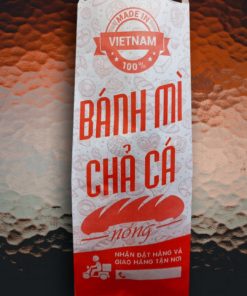 MADE IN
VIETNAM
100%
BÁNH MÌ
CHẢ CÁ
nóng
NHẬN ĐẶT HÀNG VÀ
GIAO HÀNG TẬN NƠI